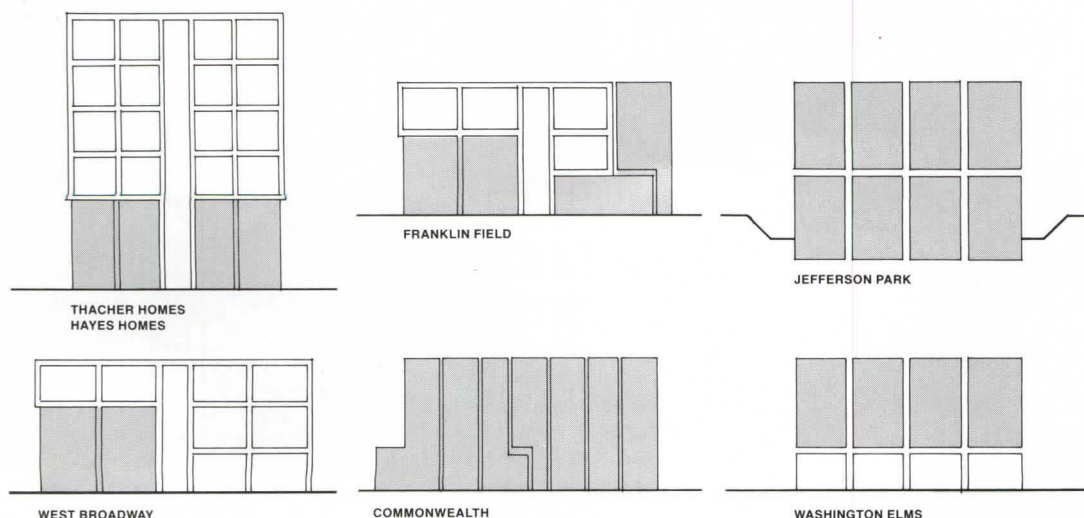 THACHER HOMES
HAYES HOMES
FRANKLIN FIELD
JEFFERSON PARK
WEST BROADWAY
COMMONWEALTH
WASHINGTON ELMS